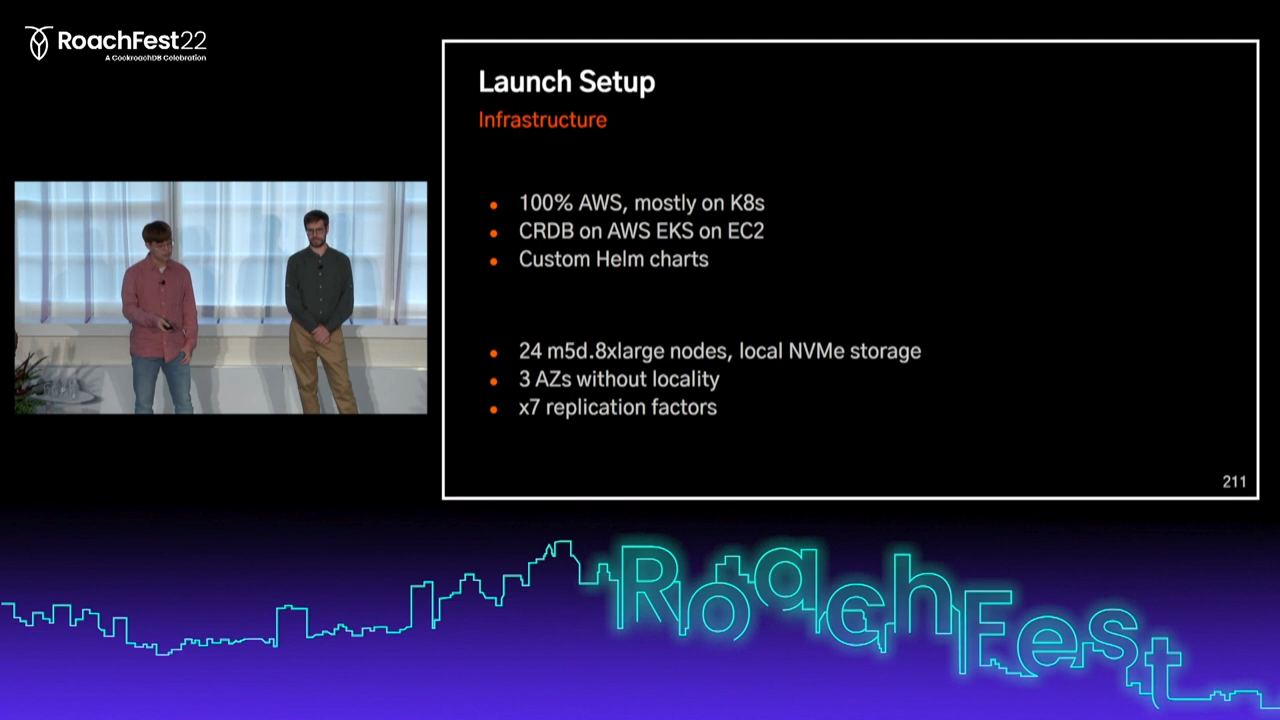 RoachFest22
A CockroachDB Celebration
Launch Setup
Infrastructure
• 100% AWS, mostly on K8s
• CRDB on AWS EKS on EC2
• Custom Helm charts
• 24 m5d.8xlarge nodes, local NVMe storage
• 3 AZs without locality
• x7 replication factors
211
RoachFest